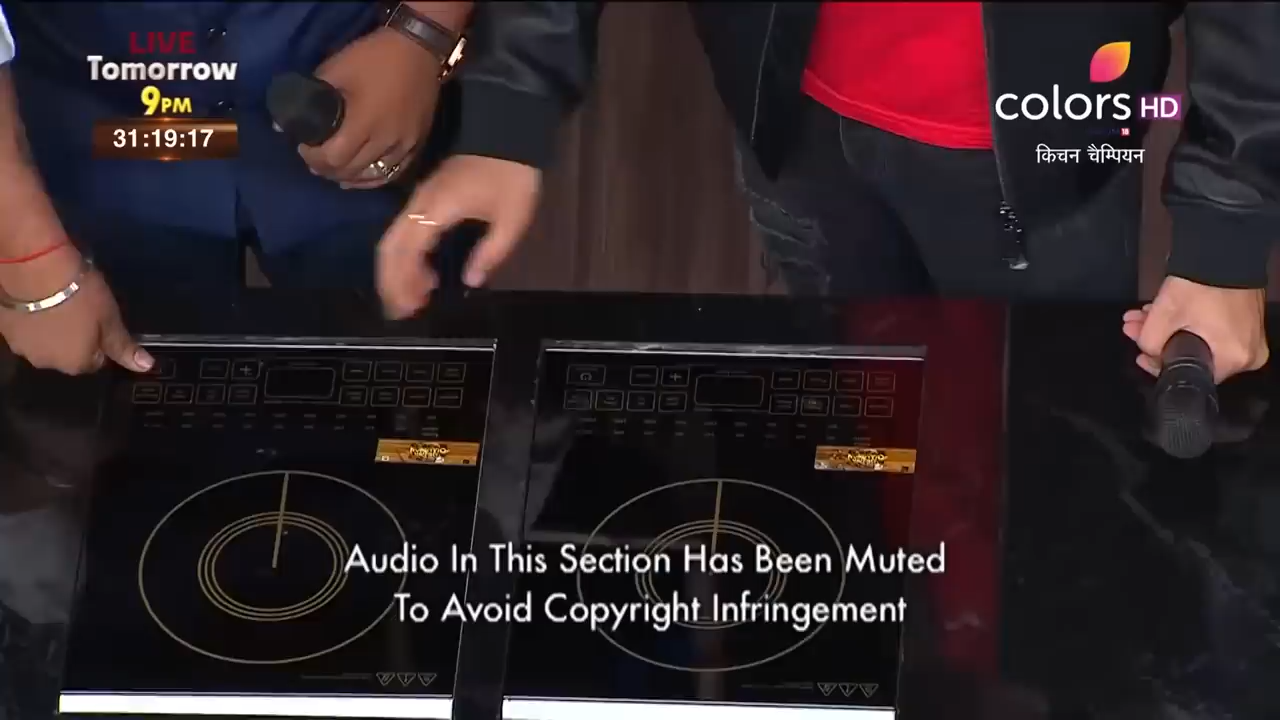 LIVE
Tomorrow
9PM
31:19:17
colors HD
किचन चैम्पियन
Audio In This Section Has Been Muted
To Avoid Copyright Infringement